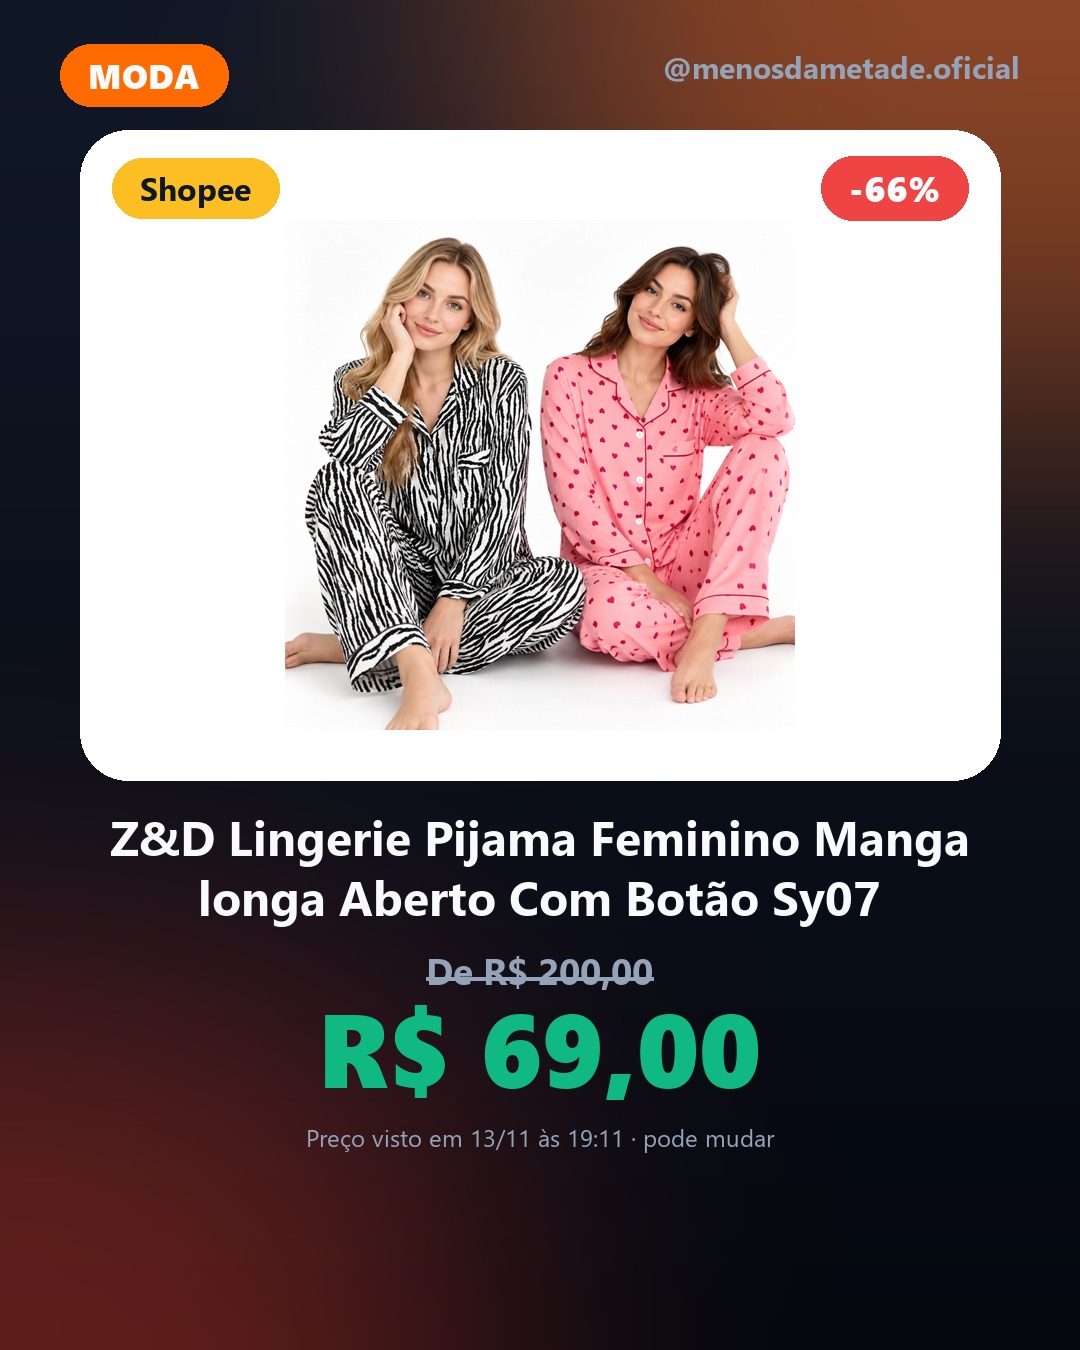 MODA
@menosdametade.oficial
Shopee
-66%
Z&D Lingerie Pijama Feminino Manga
longa Aberto Com Botão Sy07
De R$ 200,00
R$ 69,00
Preço visto em 13/11 às 19:11 · pode mudar